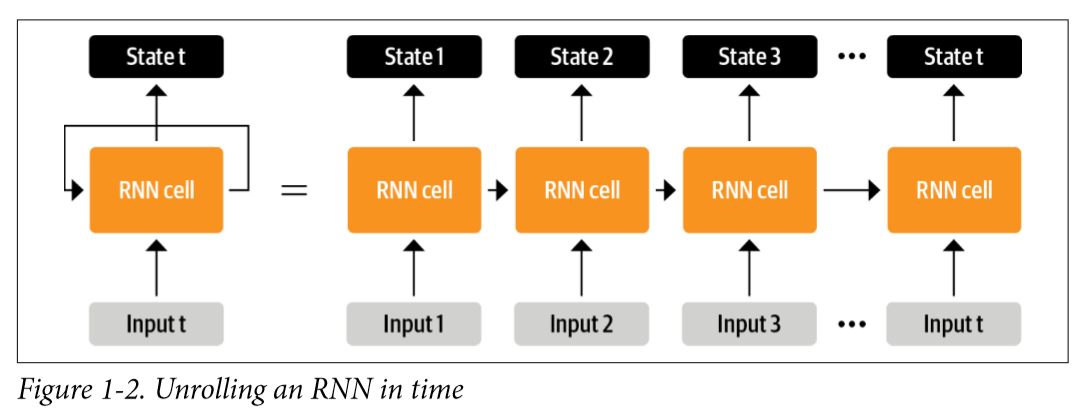 State t State 1 State 2 State 3 ••• State t
RNN cell = RNN cell RNN cell RNN cell RNN cell
Input t Input 1 Input 2 Input 3 ••• Input t
Figure 1-2. Unrolling an RNN in time